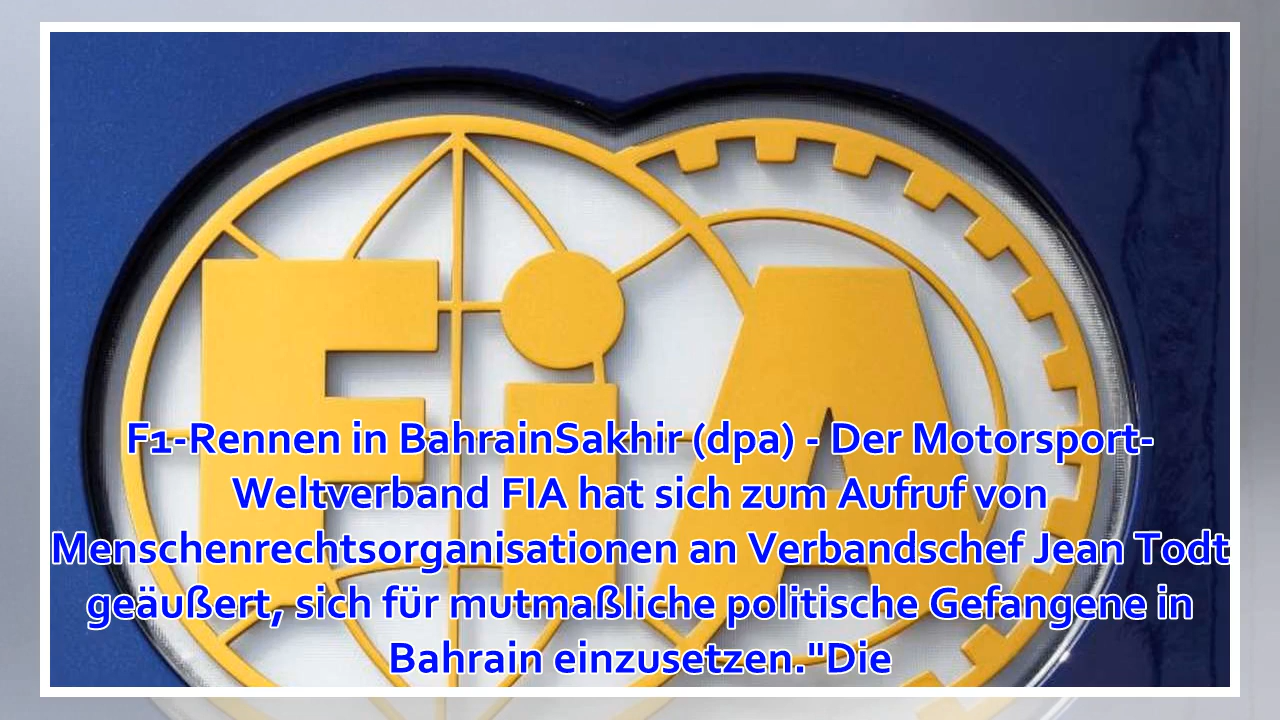 FiA
F1-Rennen in BahrainSakhir (dpa) - Der Motorsport-
Weltverband FIA hat sich zum Aufruf von
Menschenrechtsorganisationen an Verbandschef Jean Todt
geäußert, sich für mutmaßliche politische Gefangene in
Bahrain einzusetzen."Die